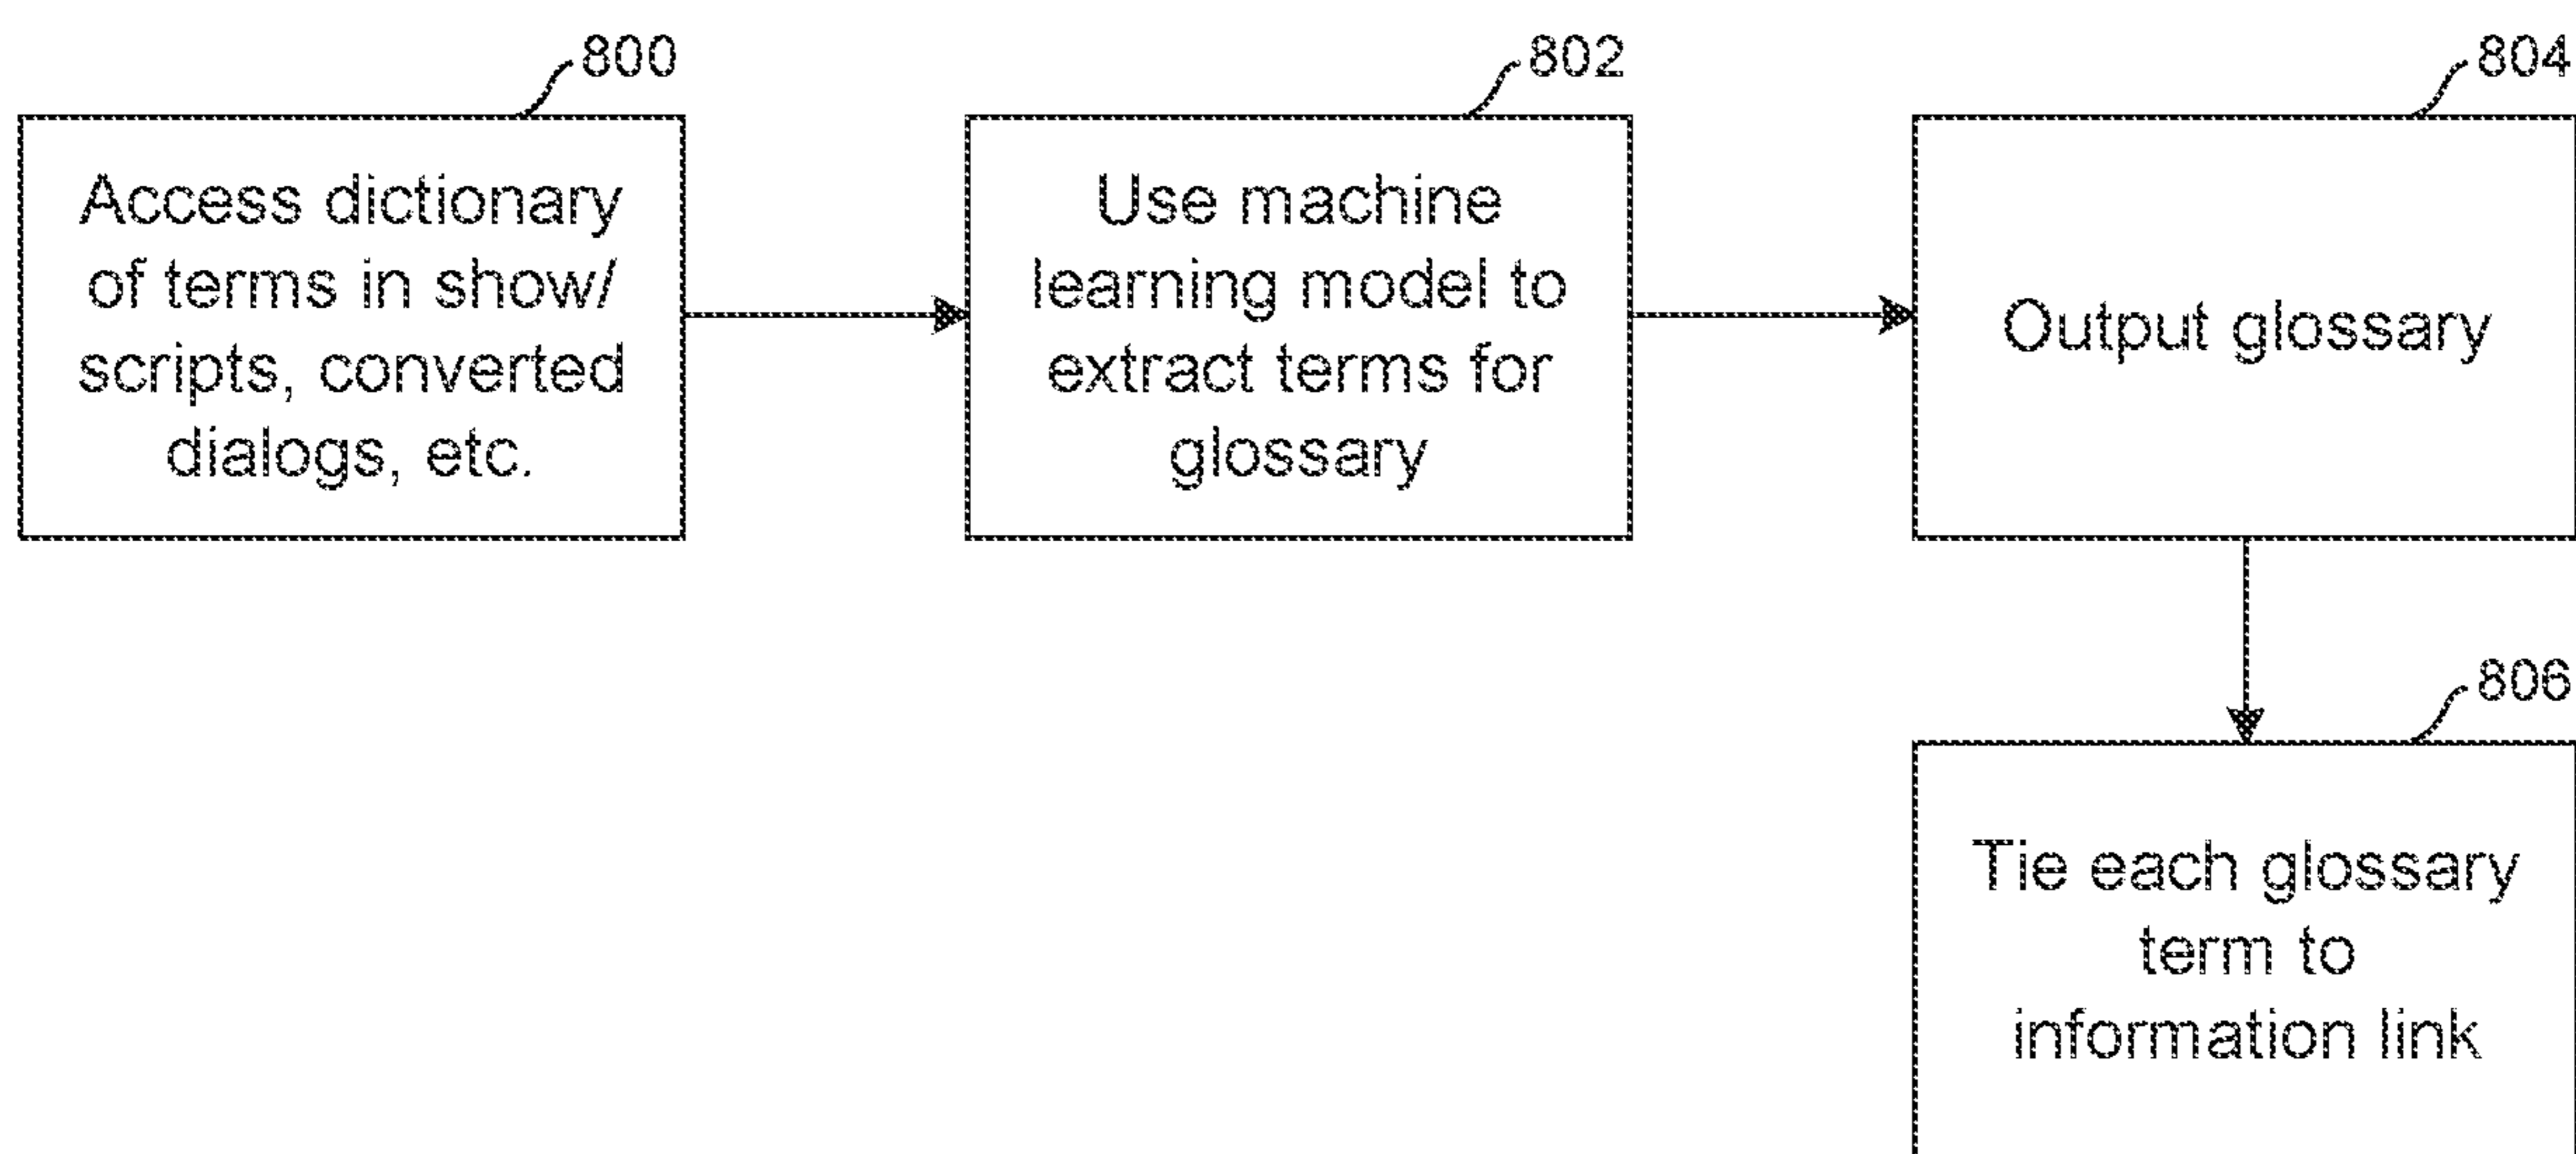 800
Access dictionary
of terms in show/
scripts, converted
dialogs, etc.
802
Use machine
learning model to
extract terms for
glossary
804
Output glossary
806
Tie each glossary
term to
information link